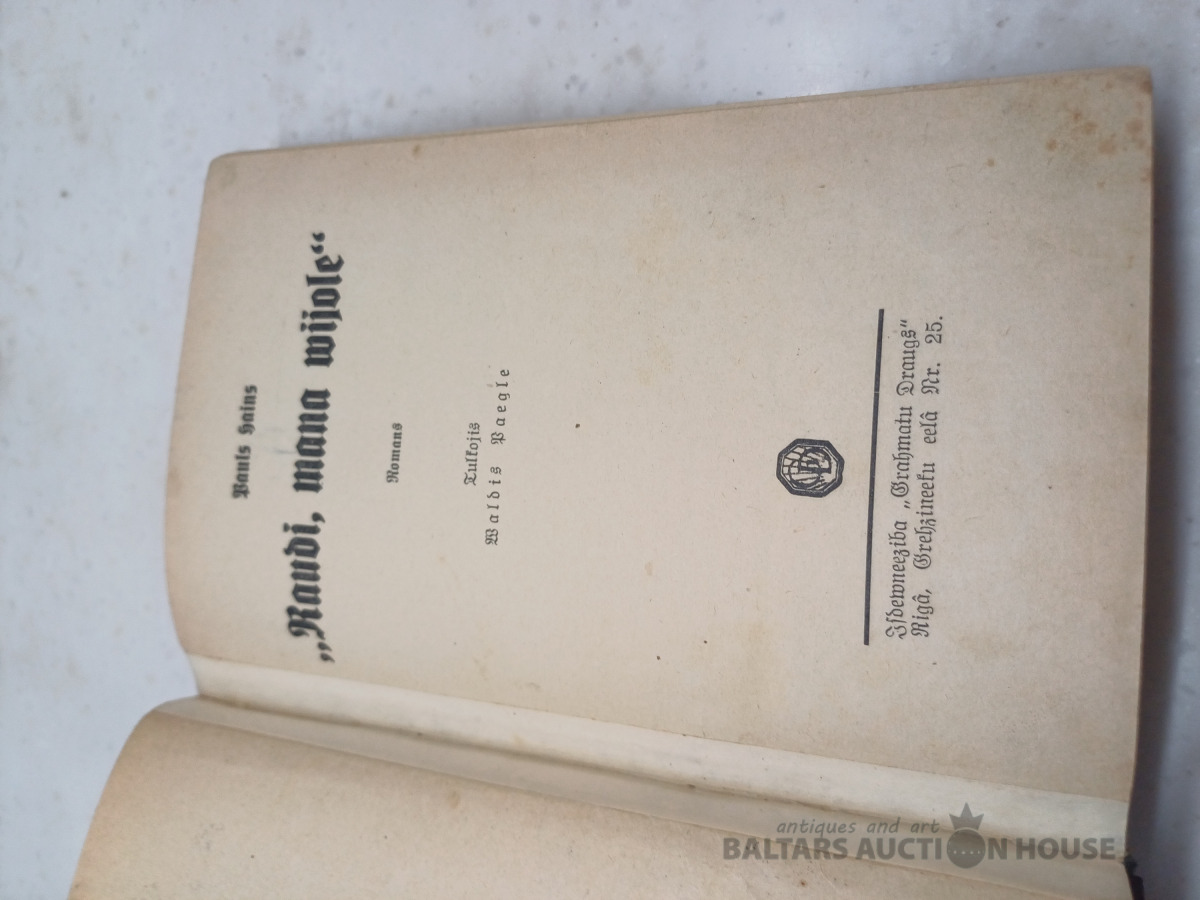 Pauls Hains
„Raudi, mana wijole“
Romans
Tulkojis
Waldis Paegle
Isdewneeziba „Grahmatu Draugs“
Rigâ, Grehzineeku eelâ Nr. 25.
antiques and art
BALTARS AUCTION HOUSE